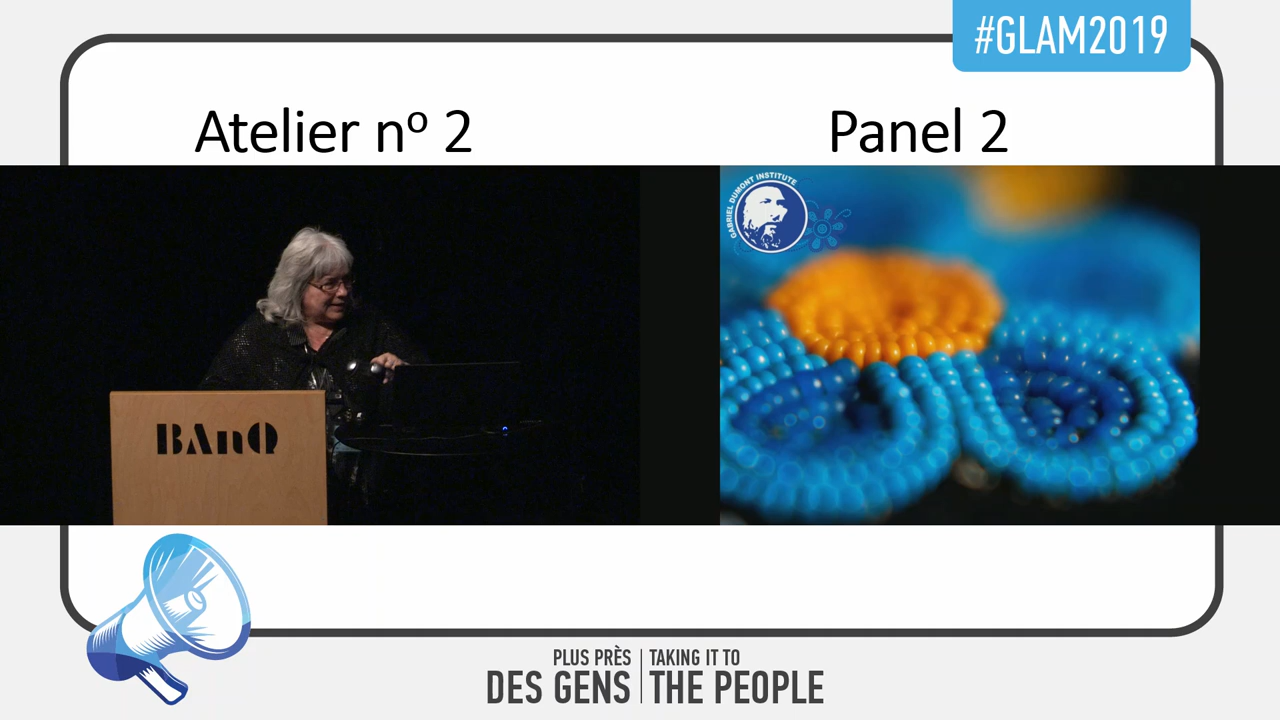 #GLAM2019
Atelier nº 2
Panel 2
GABRIEL DUMONT INSTITUTE
BAnQ
PLUS PRÈS
DES GENS
TAKING IT TO
THE PEOPLE